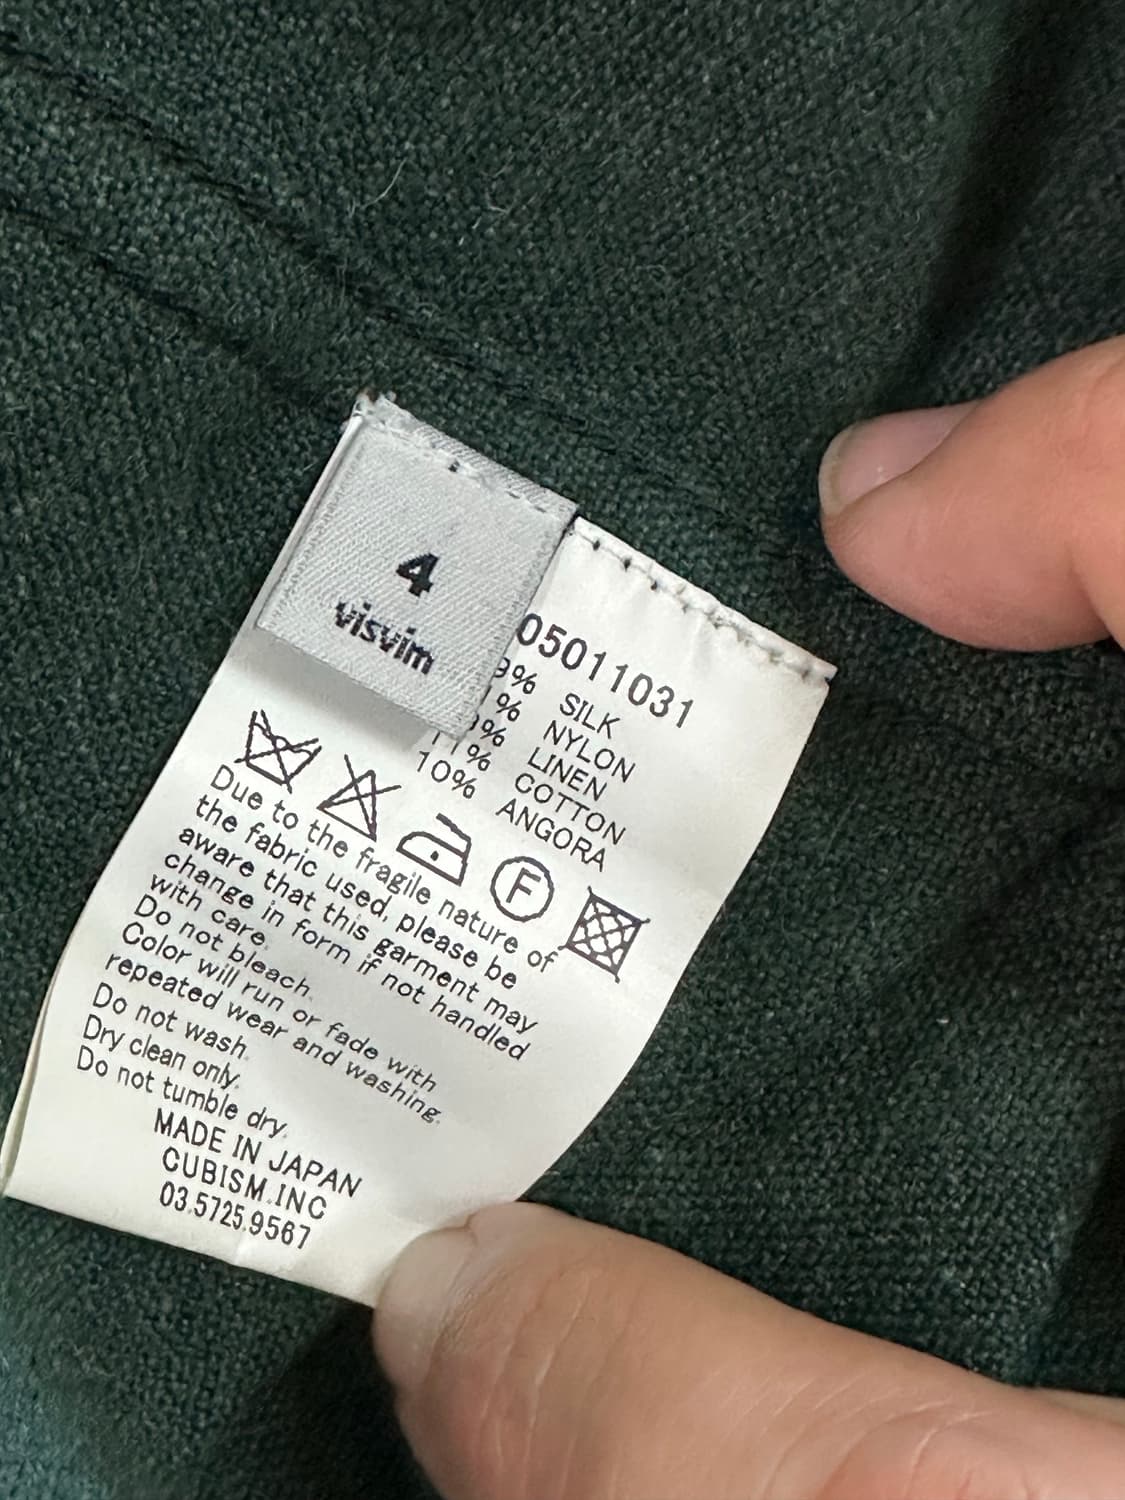 4
visvim
05011031
% SILK
% NYLON
% LINEN
11% COTTON
10% ANGORA
F
Due to the fragile nature of
the fabric used, please be
aware that this garment may
change in form if not handled
with care.
Do not bleach.
Color will run or fade with
repeated wear and washing.
Do not wash.
Dry clean only.
Do not tumble dry.
MADE IN JAPAN
CUBISM.INC
03.5725.9567